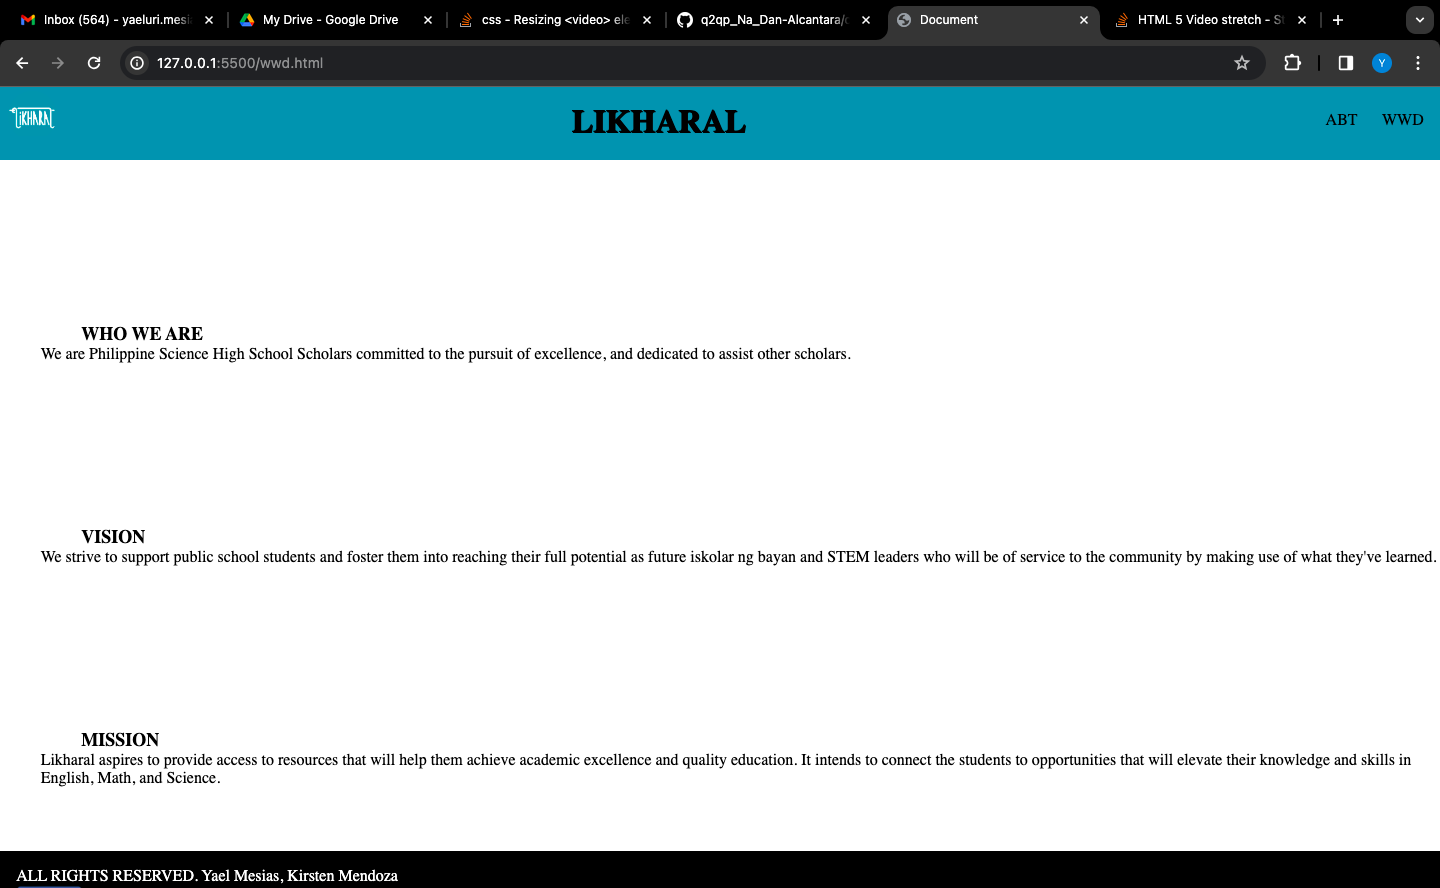 Inbox (564) - yaeluri.mesi
My Drive - Google Drive
css - Resizing <video> ele
q2qp_Na_Dan-Alcantara/
Document
HTML 5 Video stretch - St
127.0.0.1:5500/wwd.html
Y
LIKHARAL
LIKHARAL
ABT
WWD
WHO WE ARE
We are Philippine Science High School Scholars committed to the pursuit of excellence, and dedicated to assist other scholars.
VISION
We strive to support public school students and foster them into reaching their full potential as future iskolar ng bayan and STEM leaders who will be of service to the community by making use of what they've learned.
MISSION
Likharal aspires to provide access to resources that will help them achieve academic excellence and quality education. It intends to connect the students to opportunities that will elevate their knowledge and skills in
English, Math, and Science.
ALL RIGHTS RESERVED. Yael Mesias, Kirsten Mendoza